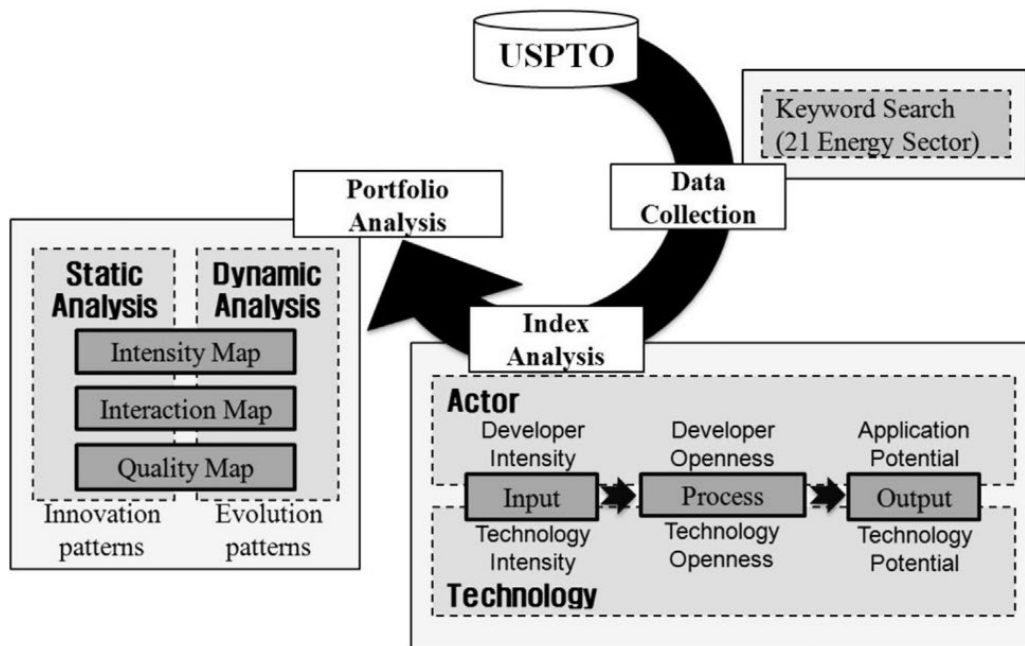 USPTO
Keyword Search
(21 Energy Sector)
Data
Collection
Portfolio
Analysis
Static
Analysis
Dynamic
Analysis
Intensity Map
Interaction Map
Quality Map
Innovation
patterns
Evolution
patterns
Index
Analysis
Actor
Developer
Intensity
Developer
Openness
Application
Potential
Input
Process
Output
Technology
Intensity
Technology
Openness
Technology
Potential
Technology